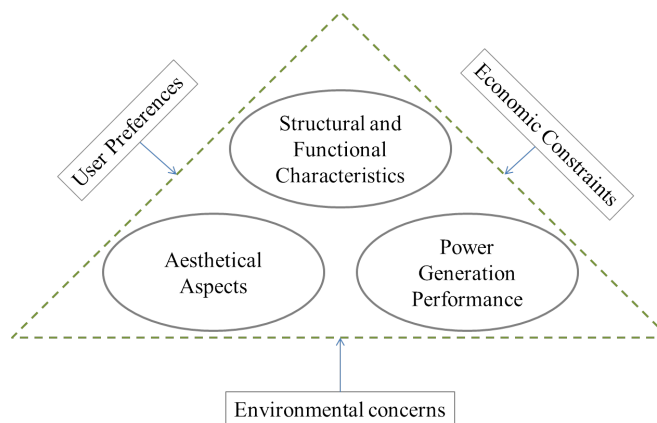 User Preferences
Economic Constraints
Structural and
Functional
Characteristics
Aesthetical
Aspects
Power
Generation
Performance
Environmental concerns